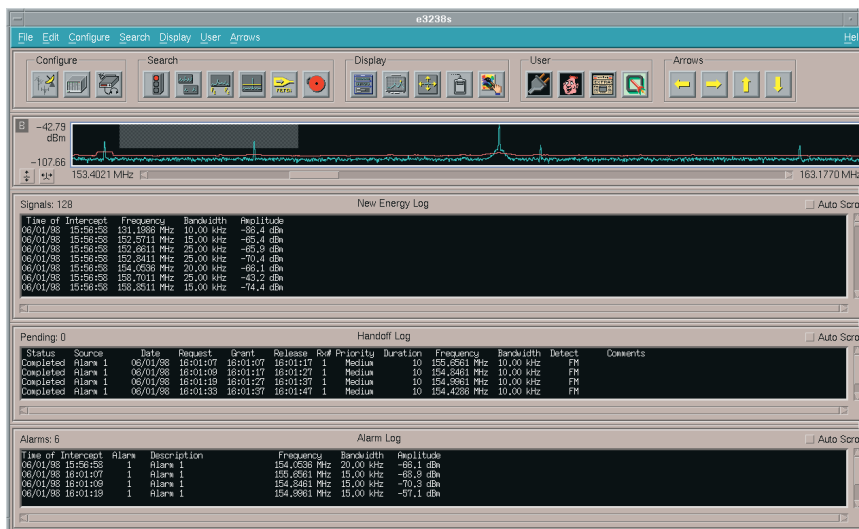 e3238s
File Edit Configure Search Display User Arrows Hel
Configure Search Display User Arrows
B -42.79
dBm
-107.66
153.4021 MHz 163.1770 MHz
Signals: 128 New Energy Log Auto Scro
Time of Intercept Frequency Bandwidth Amplitude
06/01/98 15:56:58 131.1986 MHz 10.00 kHz -86.4 dBm
06/01/98 15:56:58 152.5711 MHz 15.00 kHz -65.4 dBm
06/01/98 15:56:58 152.6611 MHz 25.00 kHz -65.9 dBm
06/01/98 15:56:58 152.8411 MHz 25.00 kHz -70.4 dBm
06/01/98 15:56:58 154.0536 MHz 20.00 kHz -66.1 dBm
06/01/98 15:56:58 158.7011 MHz 25.00 kHz -43.2 dBm
06/01/98 15:56:58 158.8511 MHz 15.00 kHz -74.4 dBm
Pending: 0 Handoff Log Auto Scro
Status Source Date Request Grant Release Rx# Priority Duration Frequency Bandwidth Detect Comments
Completed Alarm 1 06/01/98 16:01:07 16:01:07 16:01:17 1 Medium 10 155.6561 MHz 10.00 kHz FM
Completed Alarm 1 06/01/98 16:01:09 16:01:17 16:01:27 1 Medium 10 154.8461 MHz 10.00 kHz FM
Completed Alarm 1 06/01/98 16:01:19 16:01:27 16:01:37 1 Medium 10 154.9961 MHz 10.00 kHz FM
Completed Alarm 1 06/01/98 16:01:33 16:01:37 16:01:47 1 Medium 10 154.4286 MHz 10.00 kHz FM
Alarms: 6 Alarm Log Auto Scro
Time of Intercept Alarm Description Frequency Bandwidth Amplitude
06/01/98 15:56:58 1 Alarm 1 154.0536 MHz 20.00 kHz -66.1 dBm
06/01/98 16:01:07 1 Alarm 1 155.6561 MHz 15.00 kHz -68.9 dBm
06/01/98 16:01:09 1 Alarm 1 154.8461 MHz 15.00 kHz -70.3 dBm
06/01/98 16:01:19 1 Alarm 1 154.9961 MHz 15.00 kHz -57.1 dBm